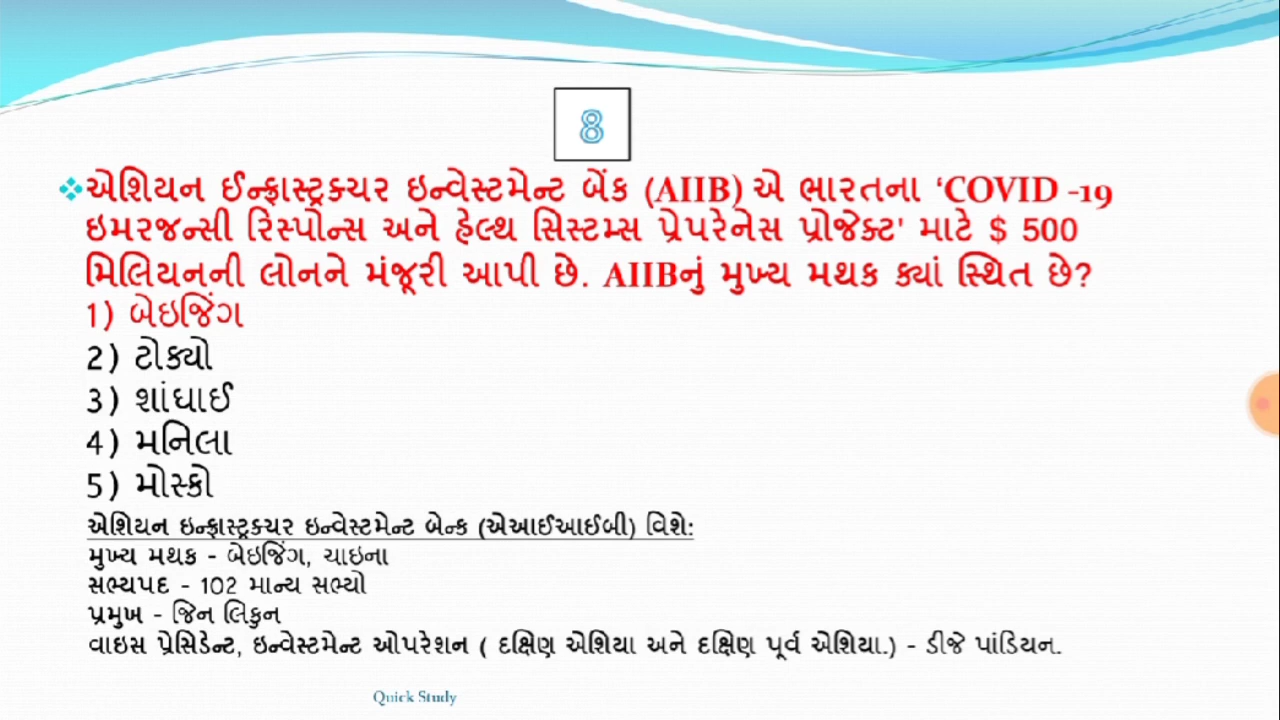 8
એશિયન ઈન્ફ્રાસ્ટ્રક્ચર ઇન્વેસ્ટમેન્ટ બેંક (AIIB) એ ભારતના ‘COVID -19
ઇમરજન્સી રિસ્પોન્સ અને હેલ્થ સિસ્ટમ્સ પ્રેપરેનેસ પ્રોજેક્ટ' માટે $ 500
મિલિયનની લોનને મંજૂરી આપી છે. AIIBનું મુખ્ય મથક ક્યાં સ્થિત છે?
1) બેઇજિંગ
2) ટોક્યો
3) શાંઘાઈ
4) મનિલા
5) મોસ્કો
એશિયન ઇન્ફ્રાસ્ટ્રક્ચર ઇન્વેસ્ટમેન્ટ બેન્ક (એઆઈઆઈબી) વિશે:
મુખ્ય મથક - બેઇજિંગ, ચાઇના
સભ્યપદ - 102 માન્ય સભ્યો
પ્રમુખ - જિન લિકુન
વાઇસ પ્રેસિડેન્ટ, ઇન્વેસ્ટમેન્ટ ઓપરેશન ( દક્ષિણ એશિયા અને દક્ષિણ પૂર્વ એશિયા.) - ડીજે પાંડિયન.
Quick Study